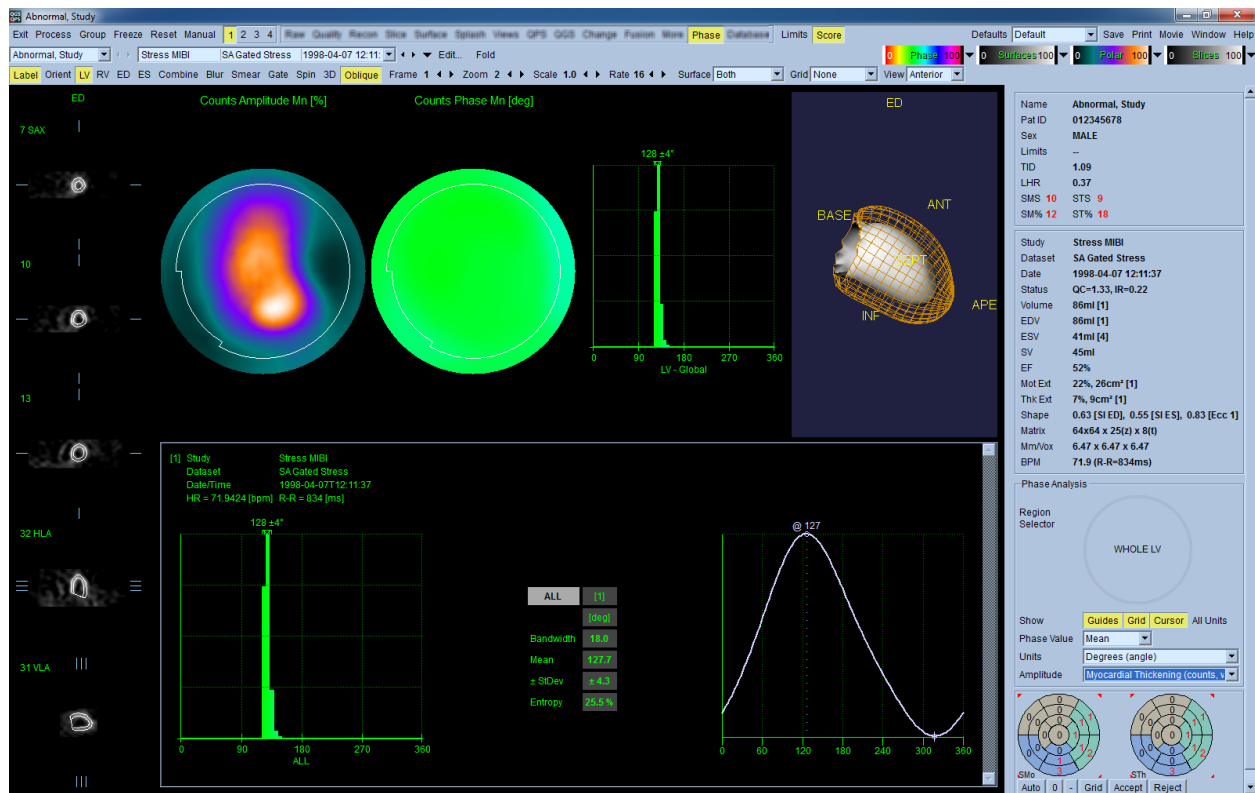 QGS QPS Abnormal, Study
Exit Process Group Freeze Reset Manual 1 2 3 4 Raw Quality Recon Slice Surface Splash Views QPS QGS Change Fusion More Phase Database Limits Score Defaults Default Save Print Movie Window Help
Abnormal, Study Stress MIBI SA Gated Stress 1998-04-07 12:11: Edit... Fold 0 Phase 100 0 Surfaces 100 0 Polar 100 0 Slices 100
Label Orient LV RV ED ES Combine Blur Smear Gate Spin 3D Oblique Frame 1 Zoom 2 Scale 1.0 Rate 16 Surface Both Grid None View Anterior
ED
7 SAX
10
13
32 HLA
31 VLA
Counts Amplitude Mn [%]
Counts Phase Mn [deg]
128 ±4°
0 90 180 270 360
LV - Global
ED
BASE
ANT
SEPT
INF
APE
[1] Study Stress MIBI
Dataset SA Gated Stress
Date/Time 1998-04-07T12:11:37
HR = 71.9424 [bpm] R-R = 834 [ms]
128 ±4°
0 90 180 270 360
ALL
ALL [1]
[deg]
Bandwidth 18.0
Mean 127.7
± StDev ± 4.3
Entropy 25.5 %
@ 127
0 60 120 180 240 300 360
Name Abnormal, Study
Pat ID 012345678
Sex MALE
Limits --
TID 1.09
LHR 0.37
SMS 10 STS 9
SM% 12 ST% 18
Study Stress MIBI
Dataset SA Gated Stress
Date 1998-04-07 12:11:37
Status QC=1.33, IR=0.22
Volume 86ml [1]
EDV 86ml [1]
ESV 41ml [4]
SV 45ml
EF 52%
Mot Ext 22%, 26cm² [1]
Thk Ext 7%, 9cm² [1]
Shape 0.63 [SI ED], 0.55 [SI ES], 0.83 [Ecc 1]
Matrix 64x64 x 25(z) x 8(t)
Mm/Vox 6.47 x 6.47 x 6.47
BPM 71.9 (R-R=834ms)
Phase Analysis
Region
Selector
WHOLE LV
Show Guides Grid Cursor All Units
Phase Value Mean
Units Degrees (angle)
Amplitude Myocardial Thickening (counts, v
SMo
STh
Auto 0 - Grid Accept Reject